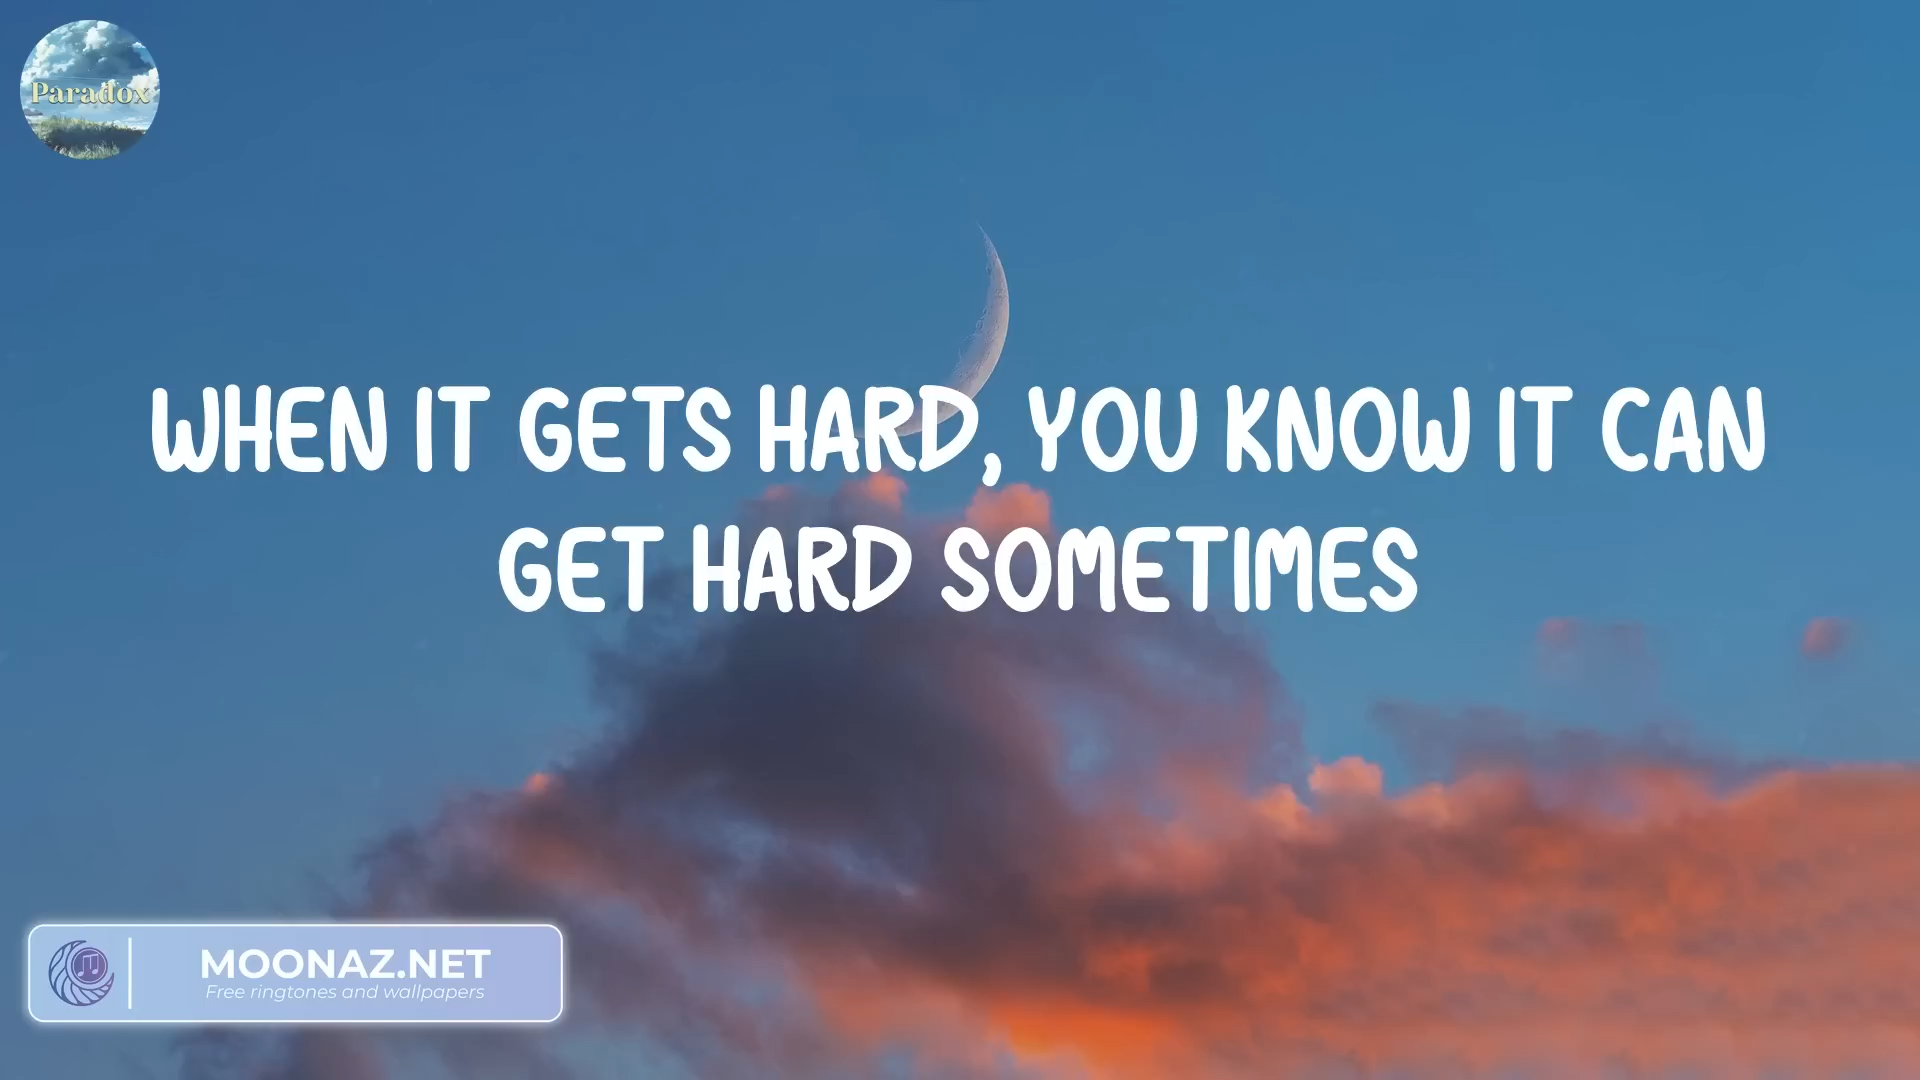 Paradox
WHEN IT GETS HARD, YOU KNOW IT CAN
GET HARD SOMETIMES
MOONAZ.NET
Free ringtones and wallpapers